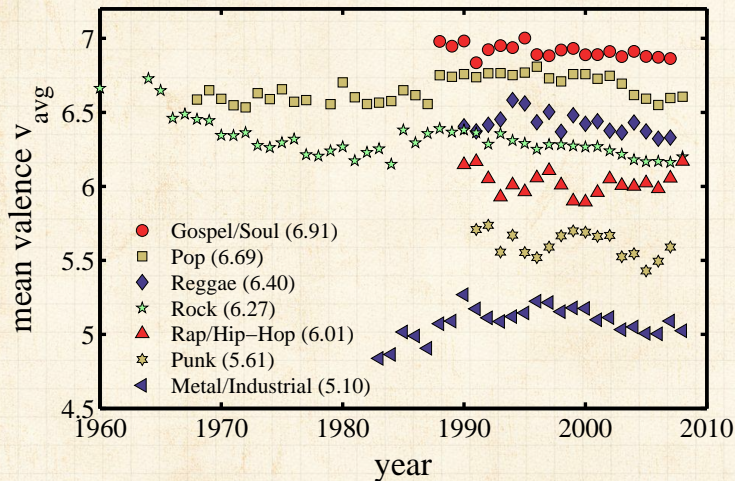 7
6.5
6
5.5
5
4.5
mean valence v_avg
Gospel/Soul (6.91)
Pop (6.69)
Reggae (6.40)
Rock (6.27)
Rap/Hip−Hop (6.01)
Punk (5.61)
Metal/Industrial (5.10)
1960 1970 1980 1990 2000 2010
year